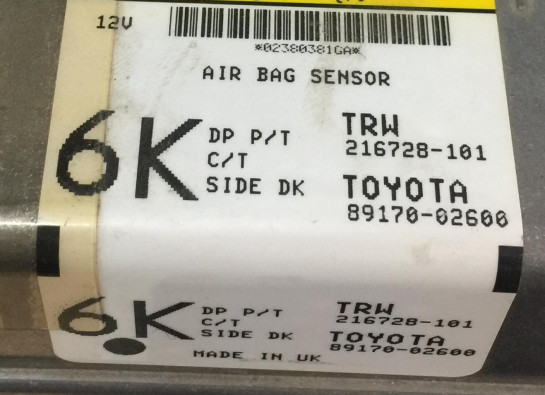 12V
*02380381GA*
AIR BAG SENSOR
6K
DP P/T
C/T
SIDE DK
TRW
216728-101
TOYOTA
89170-02600
6K
DP P/T
C/T
SIDE DK
TRW
216728-101
TOYOTA
89170-02600
MADE IN UK